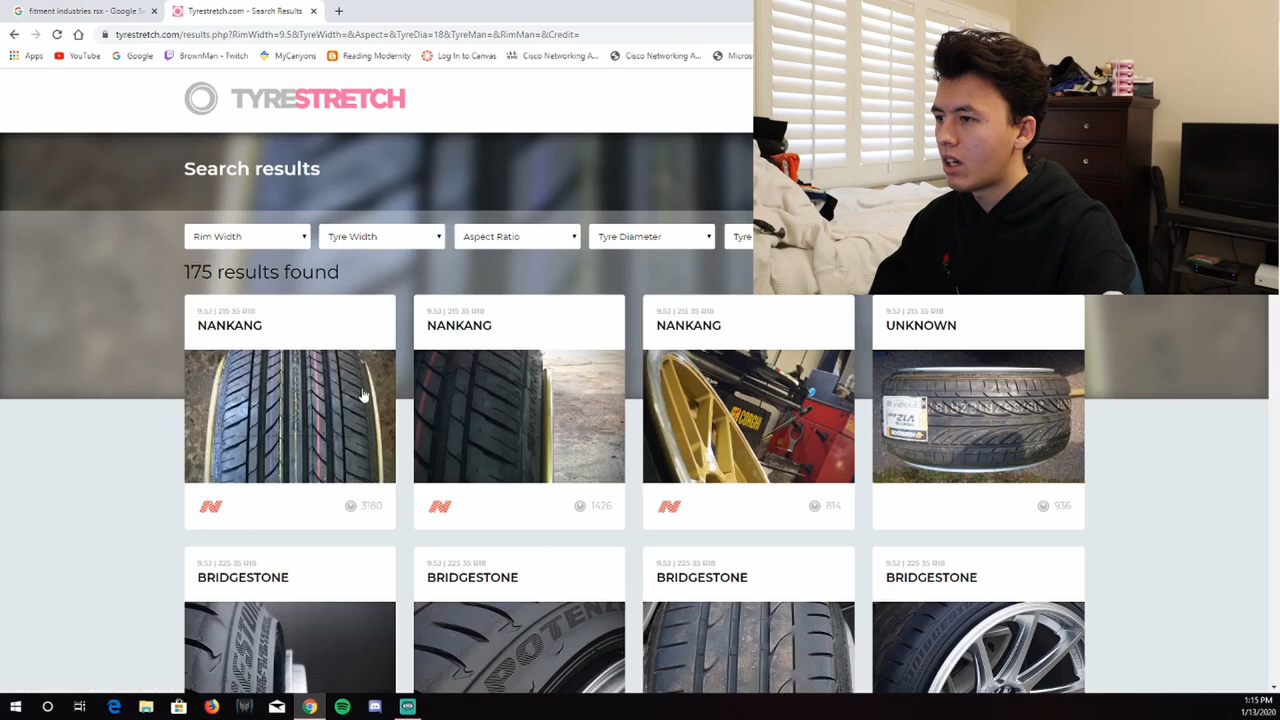 fitment industries rsx - Google S
Tyrestretch.com - Search Results
tyrestretch.com/results.php?RimWidth=9.5&TyreWidth=&Aspect=&TyreDia=18&TyreMan=&RimMan=&Credit=
Apps YouTube Google BrownMan - Twitch MyCanyons Reading Modernity Log In to Canvas Cisco Networking A... Cisco Networking A... Micros
TYRESTRETCH
Search results
Rim Width Tyre Width Aspect Ratio Tyre Diameter Tyre
175 results found
9.5J | 215 35 R18 9.5J | 215 35 R18 9.5J | 215 35 R18 9.5J | 215 35 R18
NANKANG NANKANG NANKANG UNKNOWN
CORGHI
3180 1426 814 936
9.5J | 225 35 R18 9.5J | 225 35 R18 9.5J | 225 35 R18 9.5J | 225 35 R18
BRIDGESTONE BRIDGESTONE BRIDGESTONE BRIDGESTONE
POTENZA
1:15 PM
1/13/2020